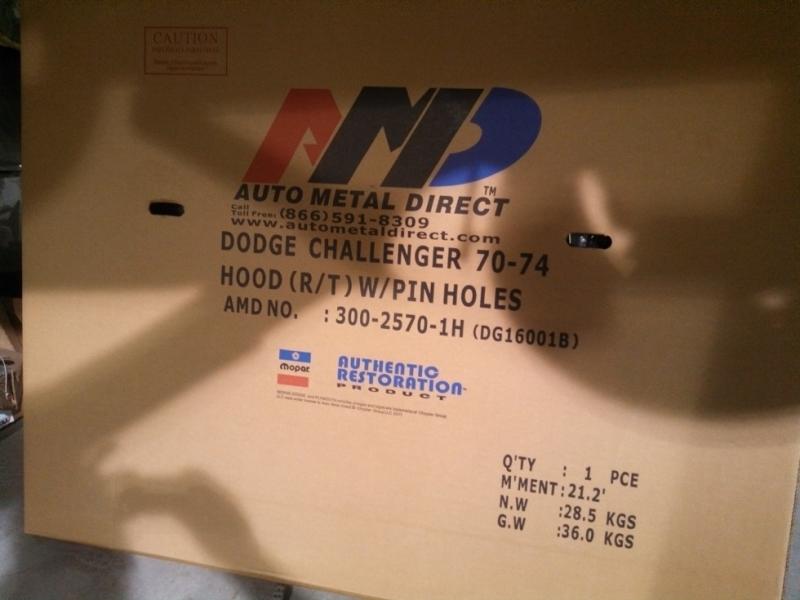 CAUTION
AMD
AUTO METAL DIRECT
TM
Call
Toll Free: (866)591-8309
www.autometaldirect.com
DODGE CHALLENGER 70-74
HOOD (R/T) W/PIN HOLES
AMD NO. : 300-2570-1H (DG16001B)
Mopar
AUTHENTIC
RESTORATION
PRODUCT
Q'TY : 1 PCE
M'MENT : 21.2'
N.W :28.5 KGS
G.W :36.0 KGS